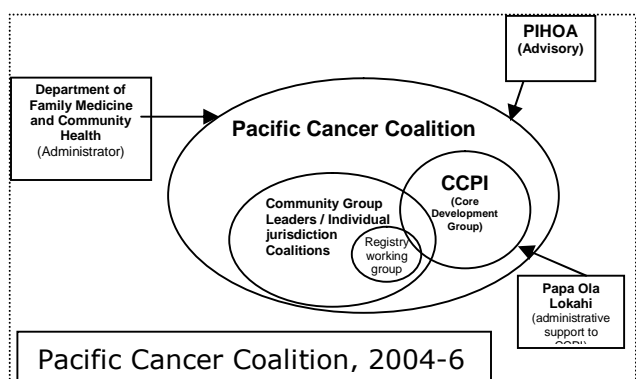 PIHOA
(Advisory)
Department of
Family Medicine
and Community
Health
(Administrator)
Pacific Cancer Coalition
CCPI
(Core
Development
Group)
Community Group
Leaders / Individual
jurisdiction
Coalitions
Registry
working
group
Papa Ola
Lokahi
(administrative
support to
Pacific Cancer Coalition, 2004-6